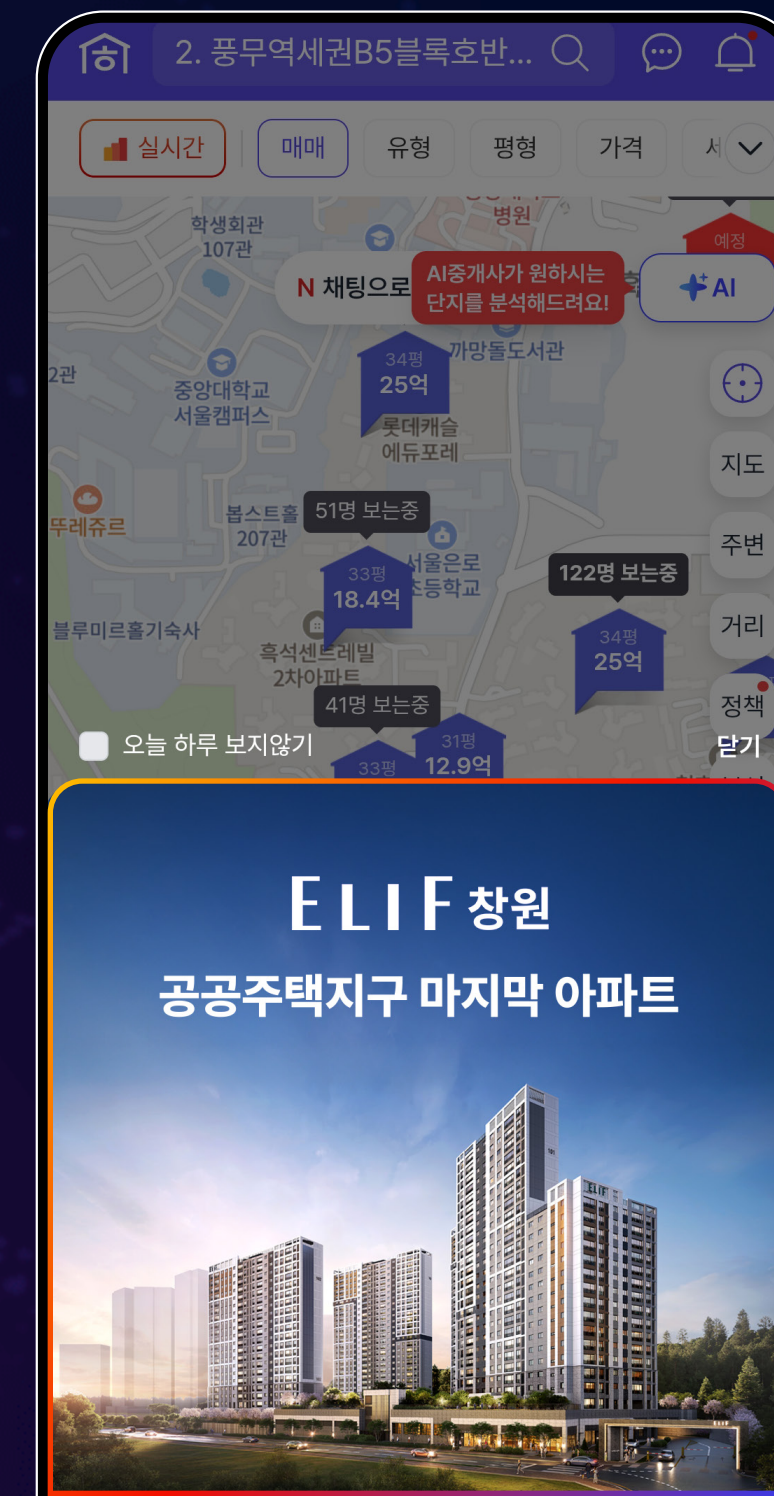 2. 풍무역세권B5블록호반...
실시간
매매
유형
평형
가격
병원
학생회관
107관
예정
N 채팅으로
AI중개사가 원하시는
단지를 분석해드려요!
AI
2관
중앙대학교
서울캠퍼스
34평
25억
까망돌도서관
롯데캐슬
에듀포레
지도
뚜레쥬르
봅스트홀
207관
51명 보는중
서울은로
초등학교
주변
33평
18.4억
122명 보는중
블루미르홀기숙사
흑석센트레빌
2차아파트
34평
25억
거리
41명 보는중
정책
오늘 하루 보지않기
31평
12.9억
33평
닫기
ELIF 창원
공공주택지구 마지막 아파트
ELIF